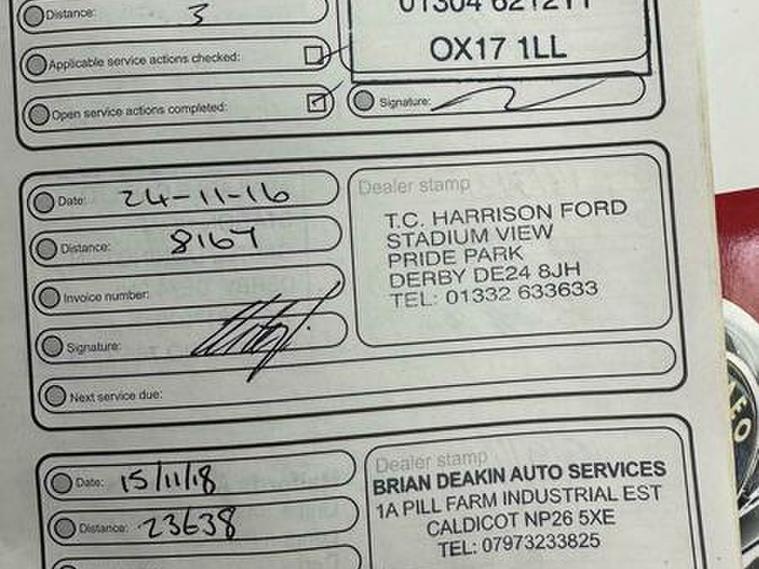 Distance: 3
01304 621211
Applicable service actions checked:
OX17 1LL
Open service actions completed:
Signature:
Date: 24-11-16
Dealer stamp
Distance: 8167
T.C. HARRISON FORD
STADIUM VIEW
PRIDE PARK
DERBY DE24 8JH
TEL: 01332 633633
Invoice number:
Signature:
Next service due:
Date: 15/11/18
Dealer stamp
Distance: 23638
BRIAN DEAKIN AUTO SERVICES
1A PILL FARM INDUSTRIAL EST
CALDICOT NP26 5XE
TEL: 07973233825